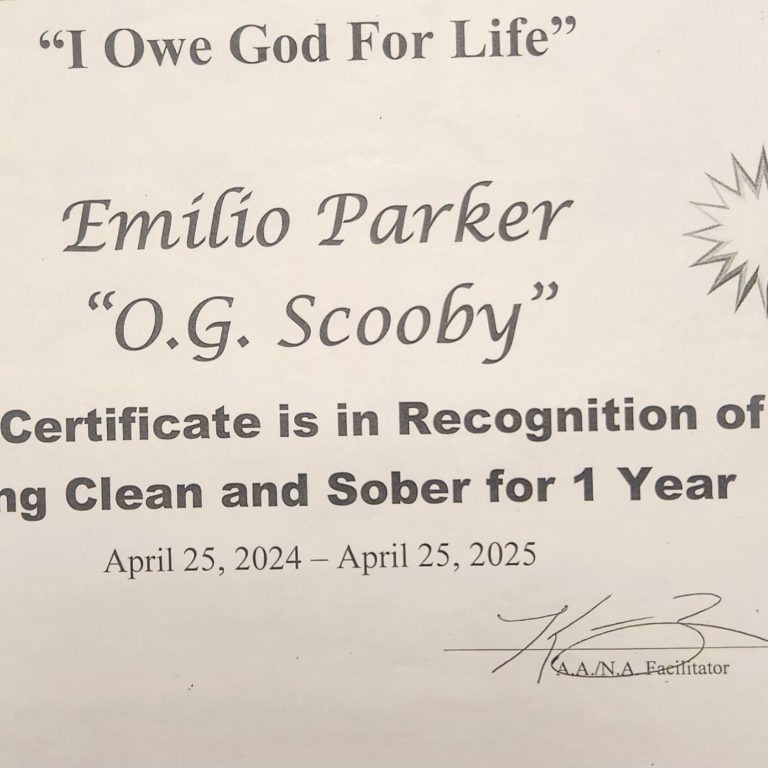 “I Owe God For Life”
Emilio Parker
“O.G. Scooby”
Certificate is in Recognition of
ng Clean and Sober for 1 Year
April 25, 2024 – April 25, 2025
A.A./N.A. Facilitator